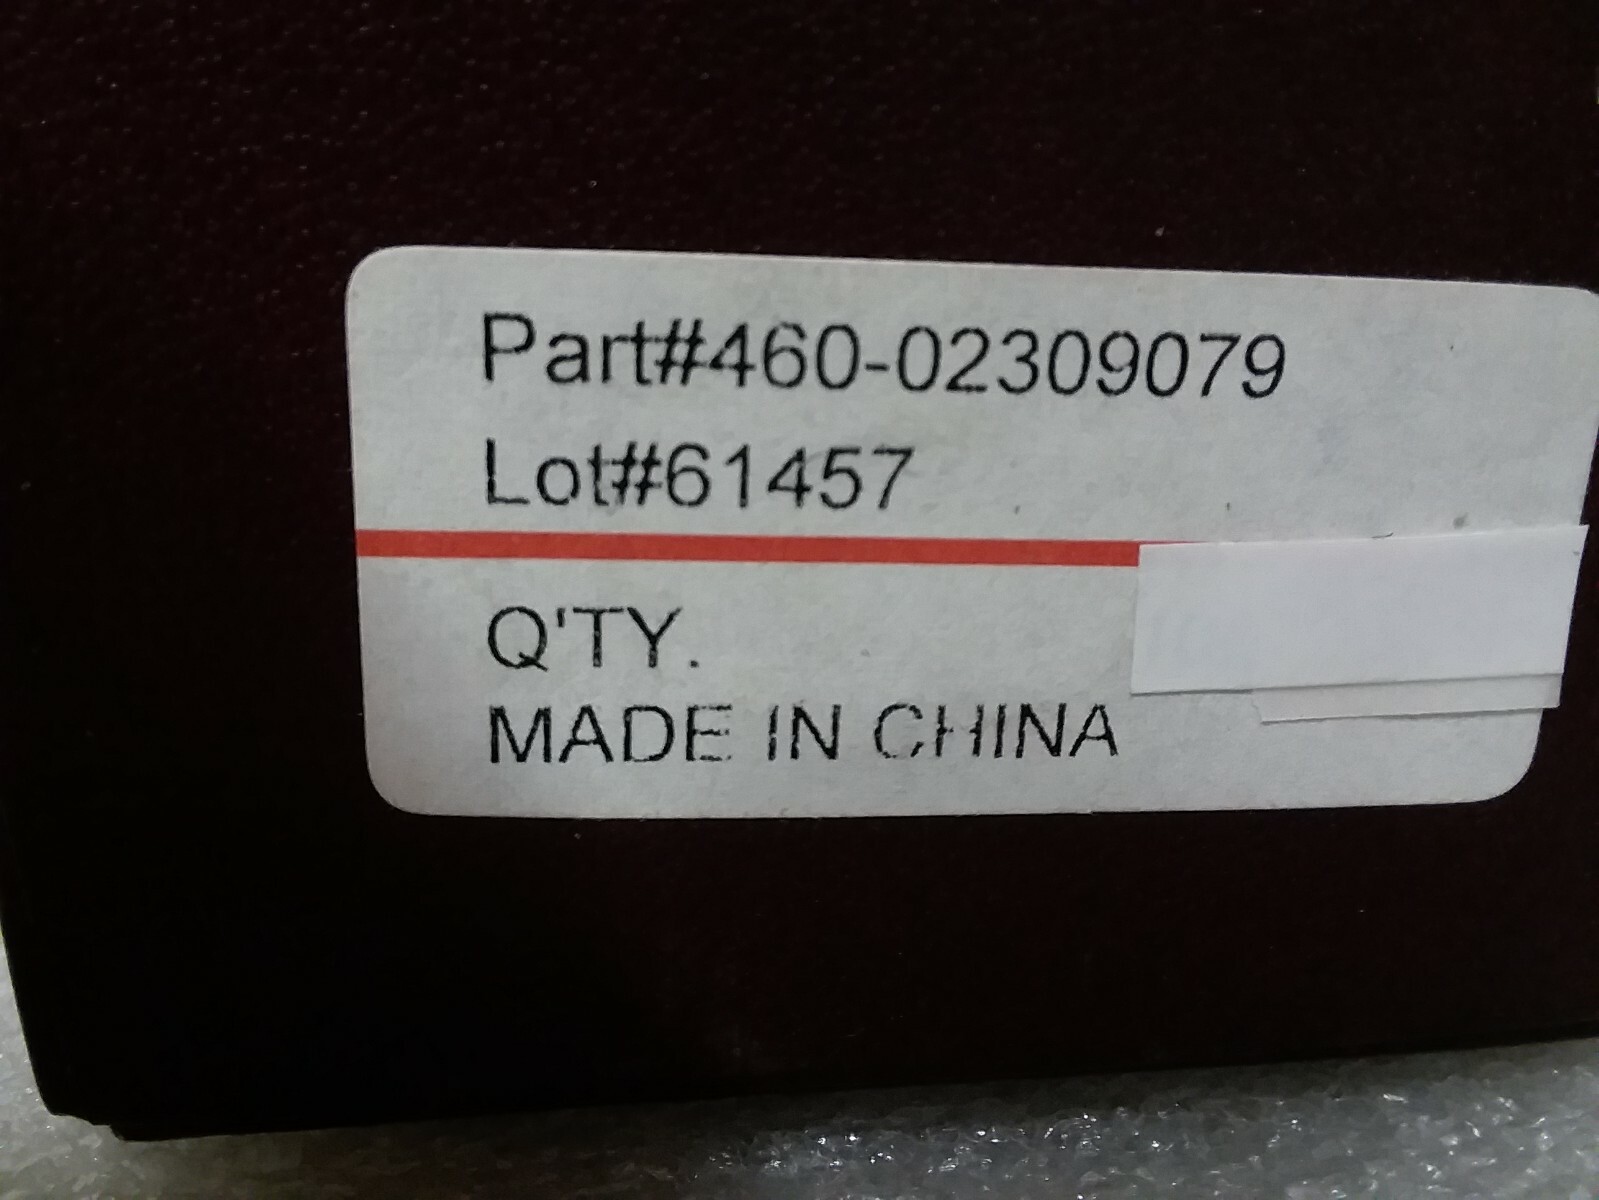 Part#460-02309079
Lot#61457
Q'TY.
MADE IN CHINA